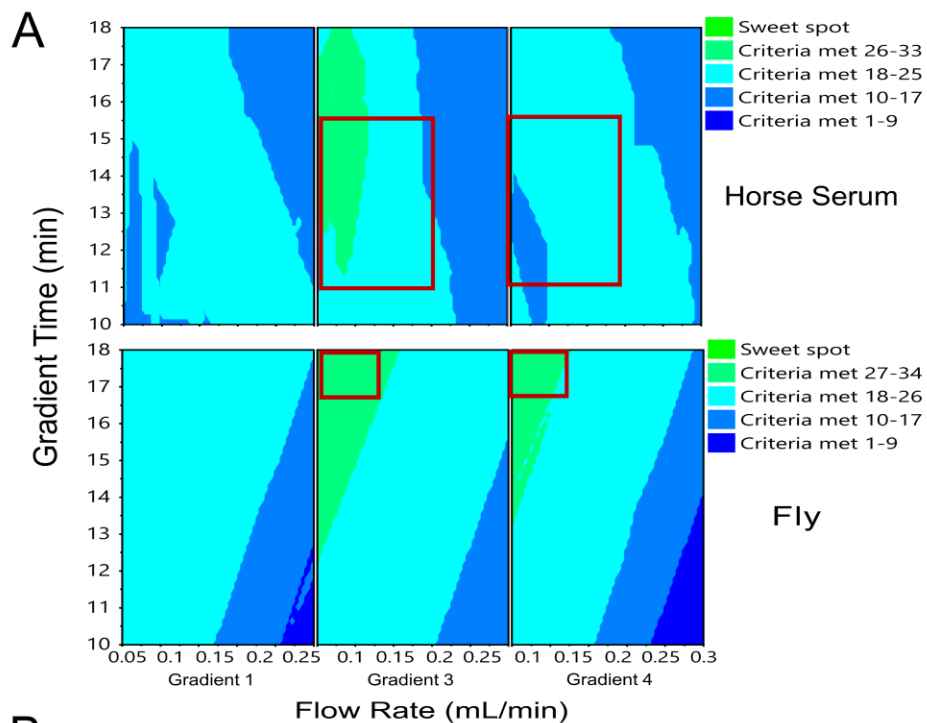 A
18
17
16
15
14
13
12
11
10
Sweet spot
Criteria met 26-33
Criteria met 18-25
Criteria met 10-17
Criteria met 1-9
Horse Serum
Gradient Time (min)
18
17
16
15
14
13
12
11
10
Sweet spot
Criteria met 27-34
Criteria met 18-26
Criteria met 10-17
Criteria met 1-9
Fly
0.05 0.1 0.15 0.2 0.25 0.1 0.15 0.2 0.25 0.1 0.15 0.2 0.3
Gradient 1 Gradient 3 Gradient 4
Flow Rate (mL/min)